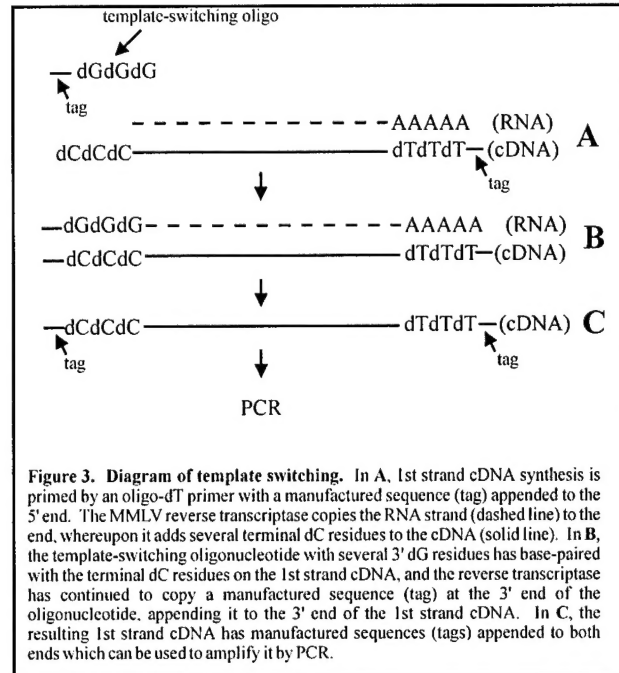 template-switching oligo
dGdGdG
tag
AAAAA (RNA)
A
dCdCdC dTdTdT (cDNA)
tag
dGdGdG AAAAA (RNA)
B
dCdCdC dTdTdT (cDNA)
dCdCdC dTdTdT (cDNA) C
tag tag
PCR
Figure 3. Diagram of template switching. In A, 1st strand cDNA synthesis is
primed by an oligo-dT primer with a manufactured sequence (tag) appended to the
5' end. The MMLV reverse transcriptase copies the RNA strand (dashed line) to the
end, whereupon it adds several terminal dC residues to the cDNA (solid line). In B,
the template-switching oligonucleotide with several 3' dG residues has base-paired
with the terminal dC residues on the 1st strand cDNA, and the reverse transcriptase
has continued to copy a manufactured sequence (tag) at the 3' end of the
oligonucleotide, appending it to the 3' end of the 1st strand cDNA. In C, the
resulting 1st strand cDNA has manufactured sequences (tags) appended to both
ends which can be used to amplify it by PCR.